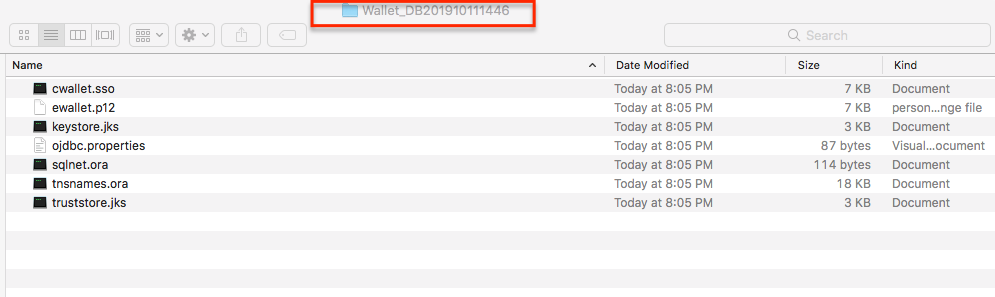 Wallet_DB201910111446
Search
Name Date Modified Size Kind
cwallet.sso Today at 8:05 PM 7 KB Document
ewallet.p12 Today at 8:05 PM 7 KB person...nge file
keystore.jks Today at 8:05 PM 3 KB Document
ojdbc.properties Today at 8:05 PM 87 bytes Visual...ocument
sqlnet.ora Today at 8:05 PM 114 bytes Document
tnsnames.ora Today at 8:05 PM 18 KB Document
truststore.jks Today at 8:05 PM 3 KB Document